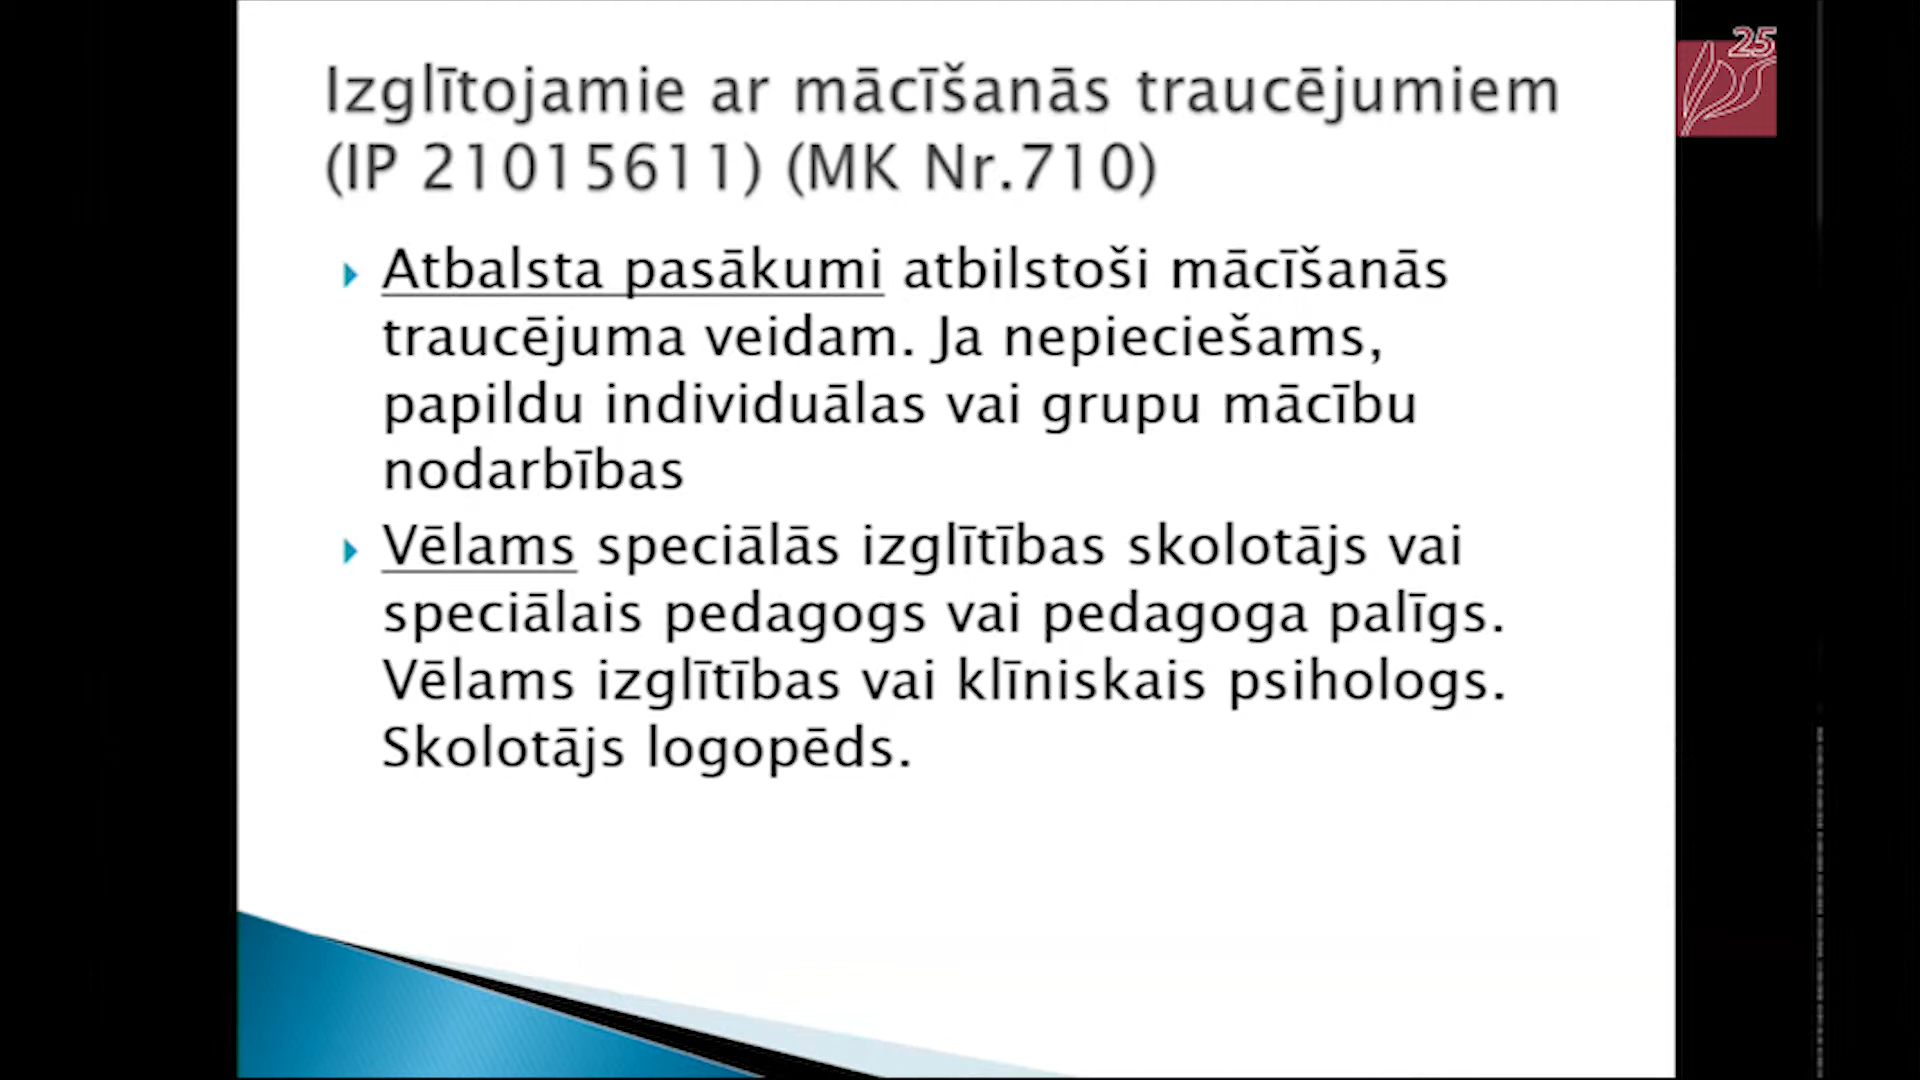 25
Izglītojamie ar mācīšanās traucējumiem
(IP 21015611) (MK Nr.710)
Atbalsta pasākumi atbilstoši mācīšanās
traucējuma veidam. Ja nepieciešams,
papildu individuālas vai grupu mācību
nodarbības
Vēlams speciālās izglītības skolotājs vai
speciālais pedagogs vai pedagoga palīgs.
Vēlams izglītības vai klīniskais psihologs.
Skolotājs logopēds.